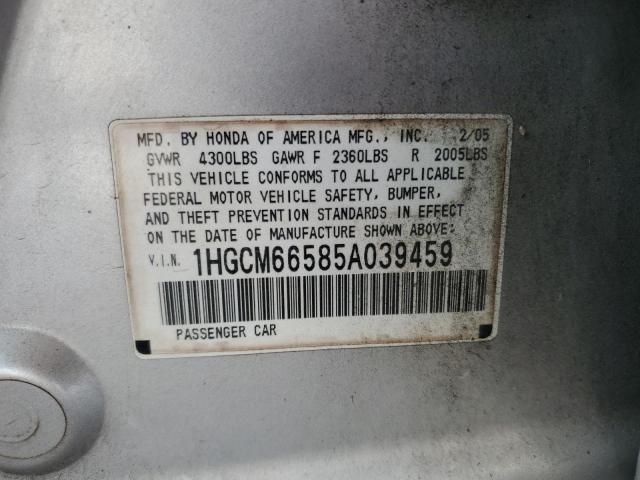 MFD. BY HONDA OF AMERICA MFG., INC. 2/05
GVWR 4300LBS GAWR F 2360LBS R 2005LBS
THIS VEHICLE CONFORMS TO ALL APPLICABLE
FEDERAL MOTOR VEHICLE SAFETY, BUMPER,
AND THEFT PREVENTION STANDARDS IN EFFECT
ON THE DATE OF MANUFACTURE SHOWN ABOVE.
V.I.N. 1HGCM66585A039459
PASSENGER CAR